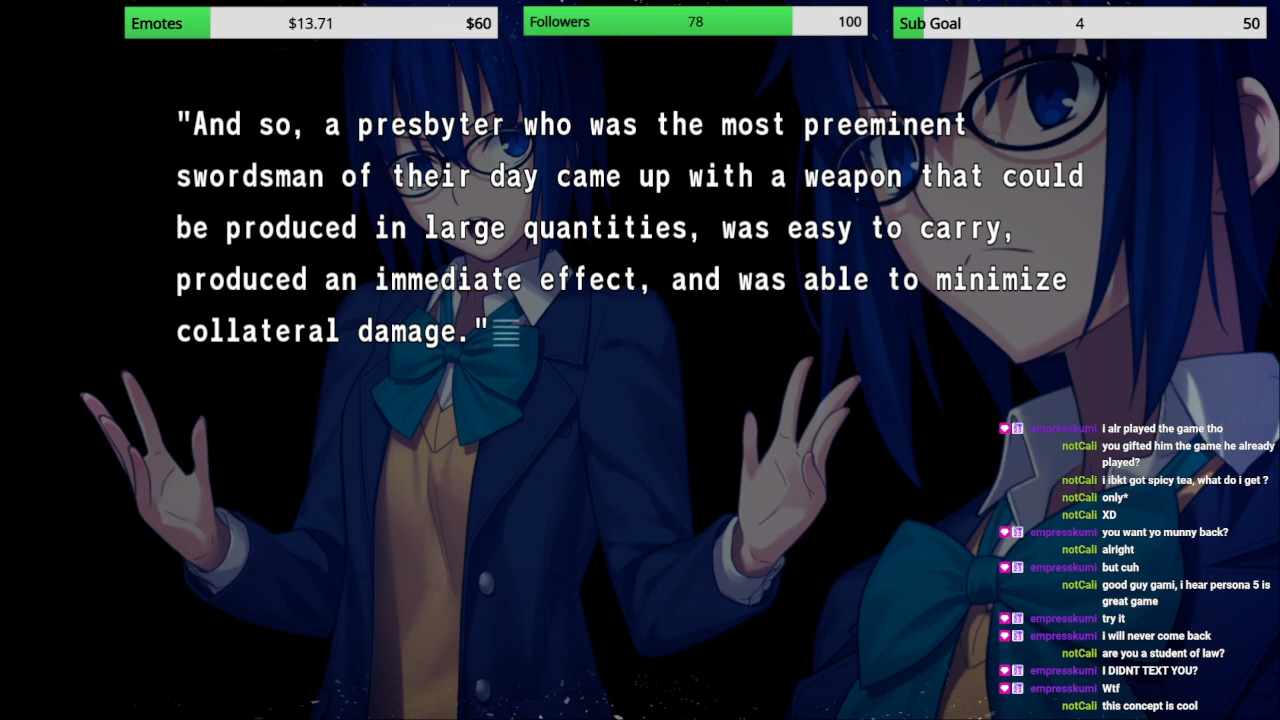 Emotes $13.71 $60
Followers 78 100
Sub Goal 4 50
"And so, a presbyter who was the most preeminent
swordsman of their day came up with a weapon that could
be produced in large quantities, was easy to carry,
produced an immediate effect, and was able to minimize
collateral damage."
empresskumi i alr played the game tho
notCali you gifted him the game he already
played?
notCali i ibkt got spicy tea, what do i get ?
notCali only*
notCali XD
empresskumi you want yo munny back?
notCali alright
empresskumi but cuh
notCali good guy gami, i hear persona 5 is
great game
empresskumi try it
empresskumi i will never come back
notCali are you a student of law?
empresskumi I DIDNT TEXT YOU?
empresskumi Wtf
notCali this concept is cool